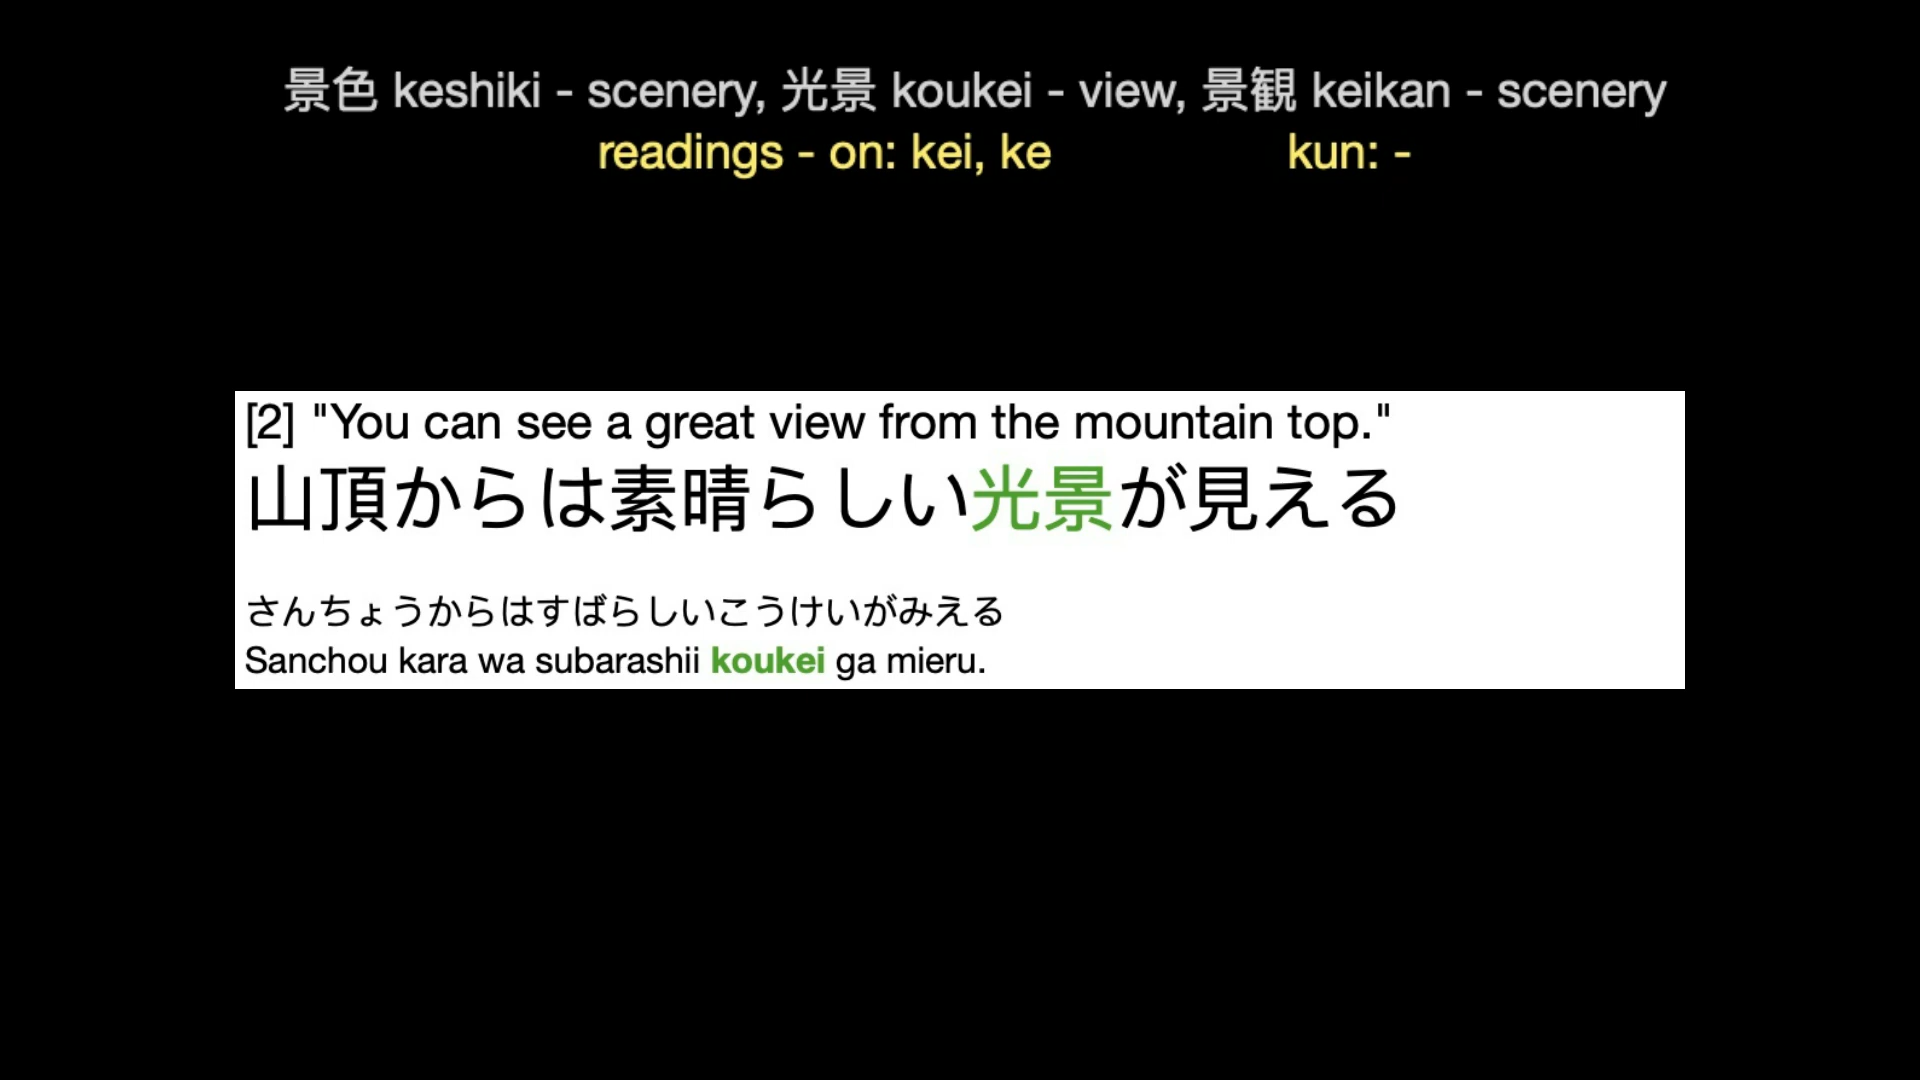 景色 keshiki - scenery, 光景 koukei - view, 景観 keikan - scenery
readings - on: kei, ke kun: -
[2] "You can see a great view from the mountain top."
山頂からは素晴らしい光景が見える
さんちょうからはすばらしいこうけいがみえる
Sanchou kara wa subarashii koukei ga mieru.